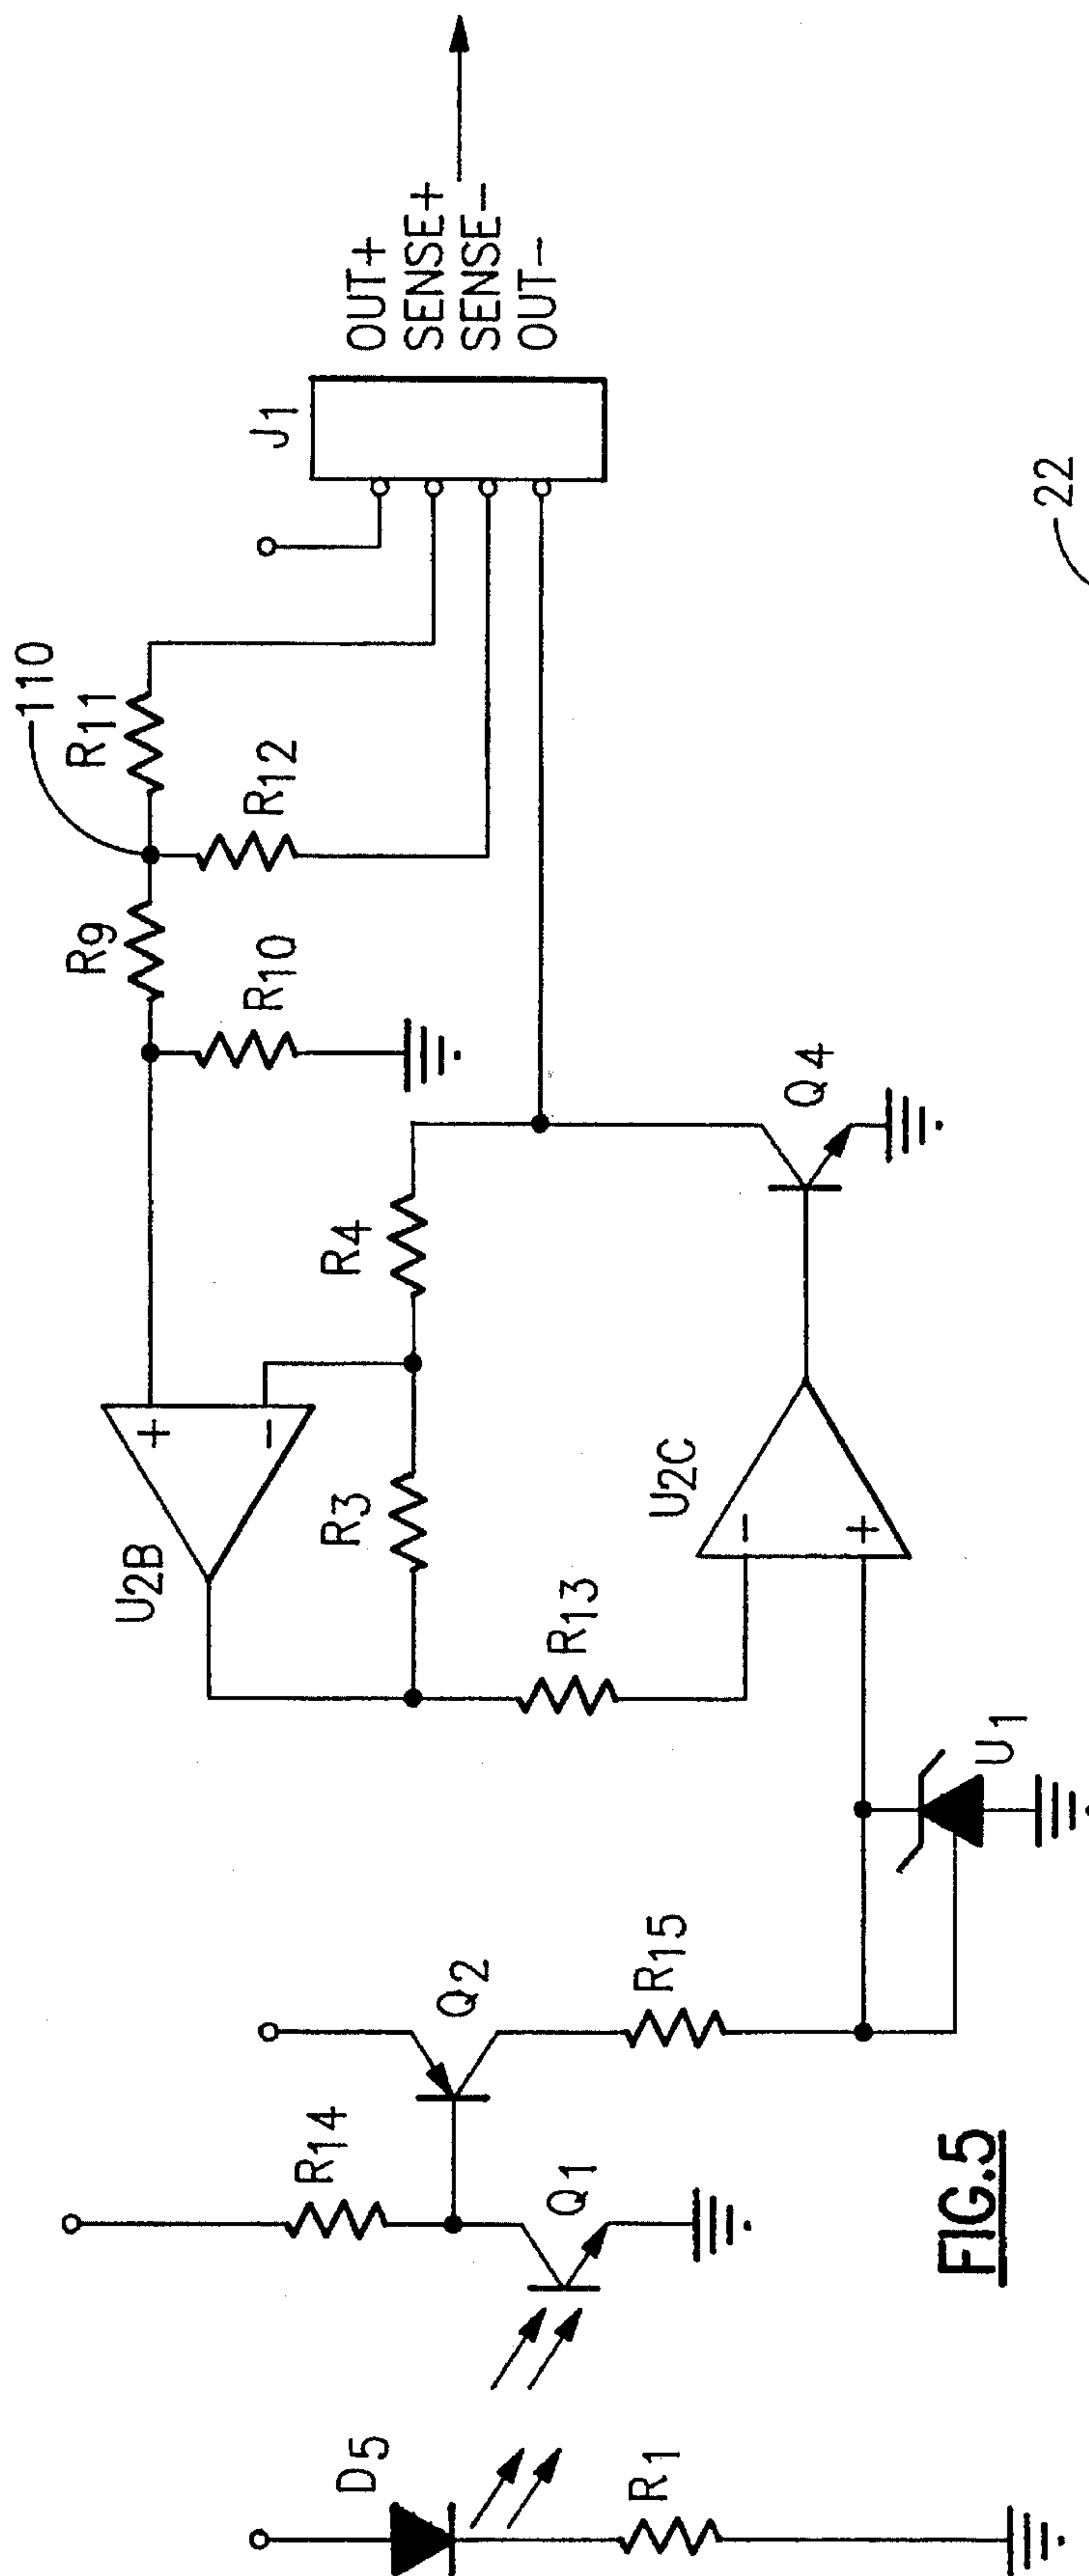 110
R11
R9
R12
R10
J1
OUT+
SENSE+
SENSE-
OUT-
U2B
+
-
R4
R3
R13
U2C
-
+
Q4
D5
R1
R14
Q1
Q2
R15
U1
22
FIG.5